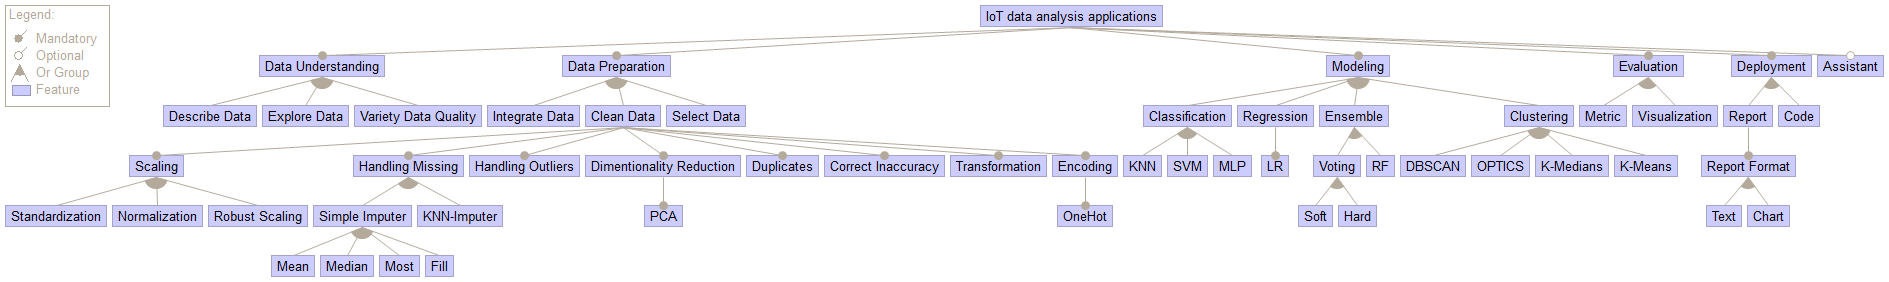 Legend:
Mandatory
Optional
Or Group
Feature
IoT data analysis applications
Data Understanding
Data Preparation
Modeling
Evaluation
Deployment
Assistant
Describe Data
Explore Data
Variety Data Quality
Integrate Data
Clean Data
Select Data
Classification
Regression
Ensemble
Clustering
Metric
Visualization
Report
Code
Scaling
Handling Missing
Handling Outliers
Dimentionality Reduction
Duplicates
Correct Inaccuracy
Transformation
Encoding
KNN
SVM
MLP
LR
Voting
RF
DBSCAN
OPTICS
K-Medians
K-Means
Report Format
Standardization
Normalization
Robust Scaling
Simple Imputer
KNN-Imputer
PCA
OneHot
Soft
Hard
Text
Chart
Mean
Median
Most
Fill